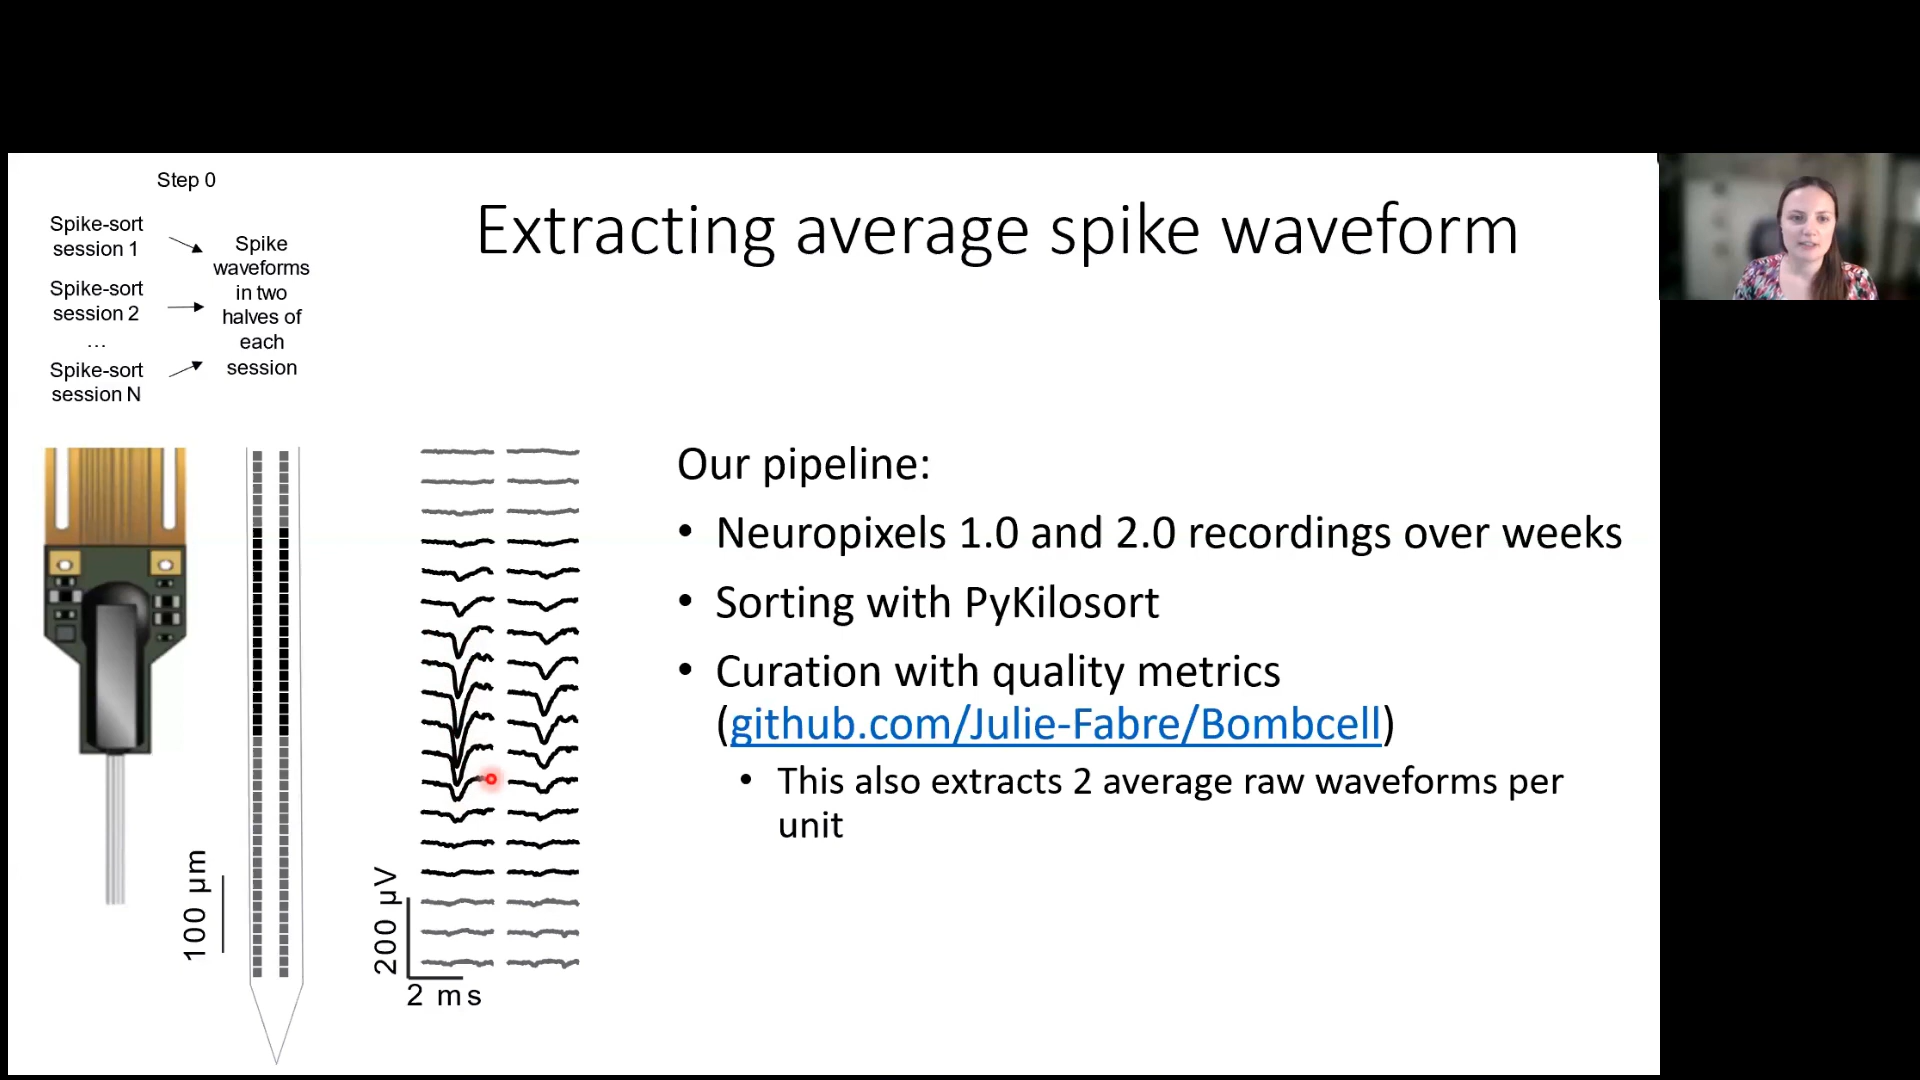 Step 0
Spike-sort
session 1
Spike-sort
session 2
…
Spike-sort
session N
Spike
waveforms
in two
halves of
each
session
Extracting average spike waveform
100 µm
200 µV
2 ms
Our pipeline:
• Neuropixels 1.0 and 2.0 recordings over weeks
• Sorting with PyKilosort
• Curation with quality metrics
(github.com/Julie-Fabre/Bombcell)
• This also extracts 2 average raw waveforms per
unit